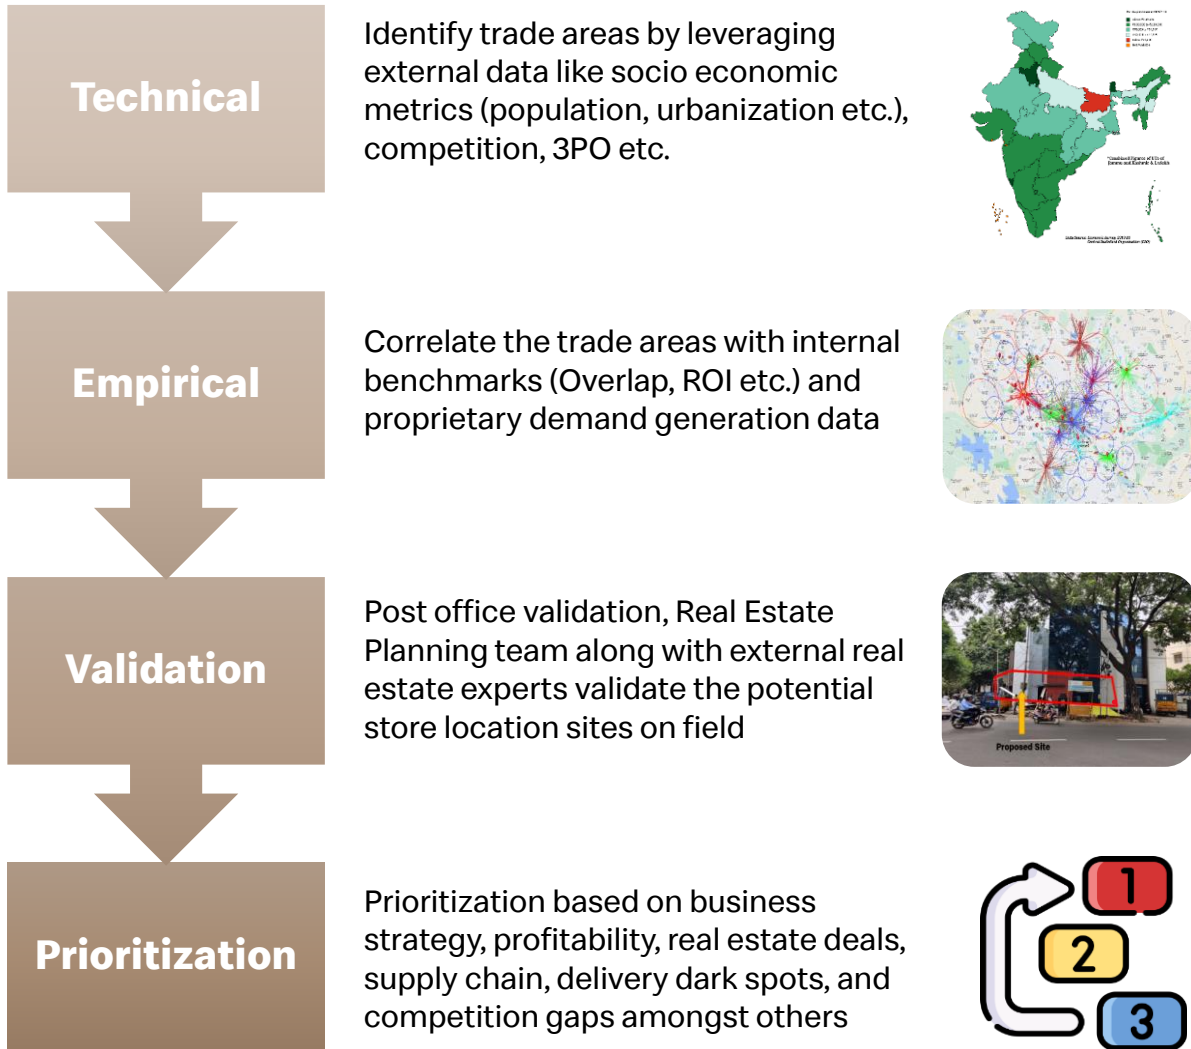 Technical
Identify trade areas by leveraging
external data like socio economic
metrics (population, urbanization etc.),
competition, 3PO etc.
Empirical
Correlate the trade areas with internal
benchmarks (Overlap, ROI etc.) and
proprietary demand generation data
Validation
Post office validation, Real Estate
Planning team along with external real
estate experts validate the potential
store location sites on field
Proposed Site
Prioritization
Prioritization based on business
strategy, profitability, real estate deals,
supply chain, delivery dark spots, and
competition gaps amongst others
1
2
3